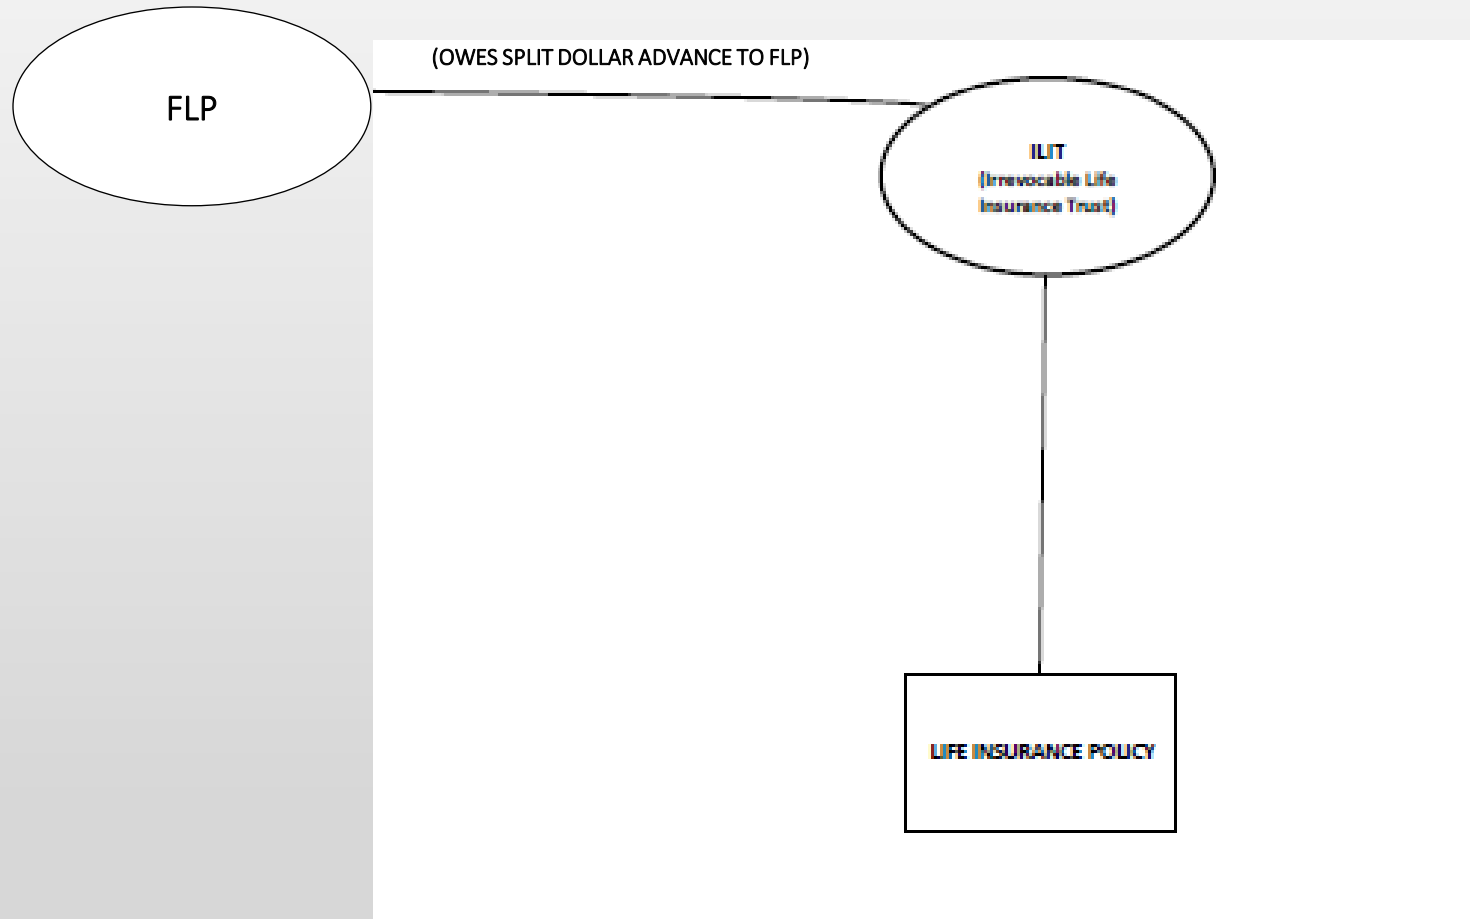 (OWES SPLIT DOLLAR ADVANCE TO FLP)
FLP
ILIT
(Irrevocable Life
Insurance Trust)
LIFE INSURANCE POLICY